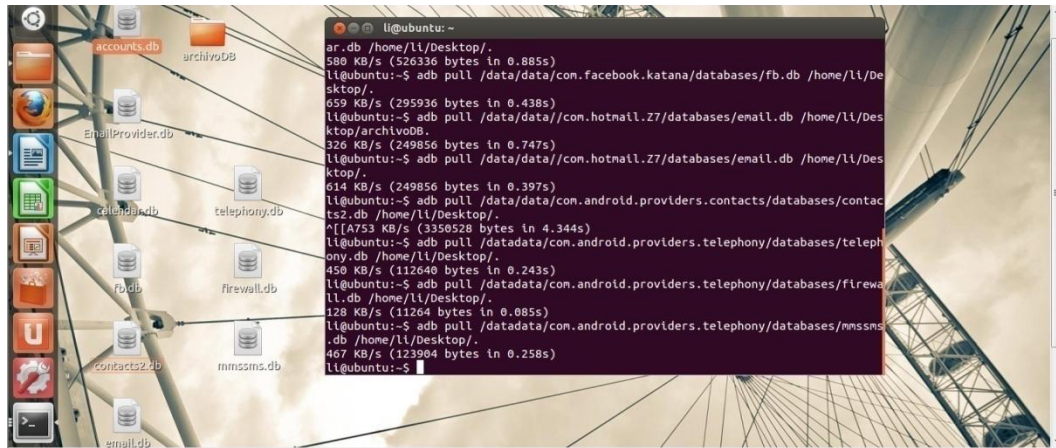 accounts.db
archivoDB
EmailProvider.db
calendar.db
telephony.db
fb.db
firewall.db
contacts2.db
mmssms.db
email.db
li@ubuntu: ~
ar.db /home/li/Desktop/.
580 KB/s (526336 bytes in 0.885s)
li@ubuntu:~$ adb pull /data/data/com.facebook.katana/databases/fb.db /home/li/De
sktop/.
659 KB/s (295936 bytes in 0.438s)
li@ubuntu:~$ adb pull /data/data//com.hotmail.Z7/databases/email.db /home/li/Des
ktop/archivoDB.
326 KB/s (249856 bytes in 0.747s)
li@ubuntu:~$ adb pull /data/data//com.hotmail.Z7/databases/email.db /home/li/Des
ktop/.
614 KB/s (249856 bytes in 0.397s)
li@ubuntu:~$ adb pull /data/data/com.android.providers.contacts/databases/contac
ts2.db /home/li/Desktop/.
^[[A753 KB/s (3350528 bytes in 4.344s)
li@ubuntu:~$ adb pull /datadata/com.android.providers.telephony/databases/teleph
ony.db /home/li/Desktop/.
450 KB/s (112640 bytes in 0.243s)
li@ubuntu:~$ adb pull /datadata/com.android.providers.telephony/databases/firewa
ll.db /home/li/Desktop/.
128 KB/s (11264 bytes in 0.085s)
li@ubuntu:~$ adb pull /datadata/com.android.providers.telephony/databases/mmssms
.db /home/li/Desktop/.
467 KB/s (123904 bytes in 0.258s)
li@ubuntu:~$